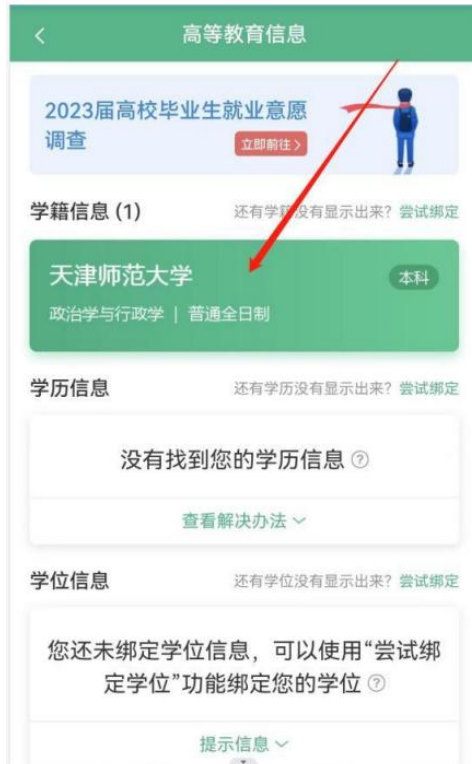 高等教育信息
2023届高校毕业生就业意愿
调查
立即前往>
学籍信息 (1)
还有学籍没有显示出来？尝试绑定
天津师范大学
本科
政治学与行政学 | 普通全日制
学历信息
还有学历没有显示出来？尝试绑定
没有找到您的学历信息?
查看解决办法
学位信息
还有学位没有显示出来？尝试绑定
您还未绑定学位信息，可以使用“尝试绑
定学位”功能绑定您的学位?
提示信息